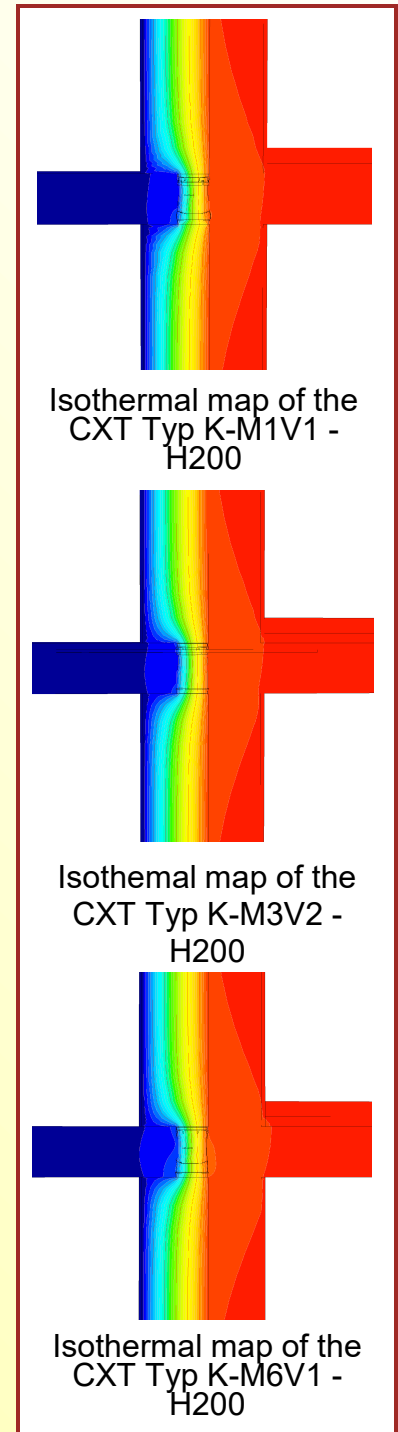 Isothermal map of the
CXT Typ K-M1V1 -
H200
Isothemal map of the
CXT Typ K-M3V2 -
H200
Isothermal map of the
CXT Typ K-M6V1 -
H200